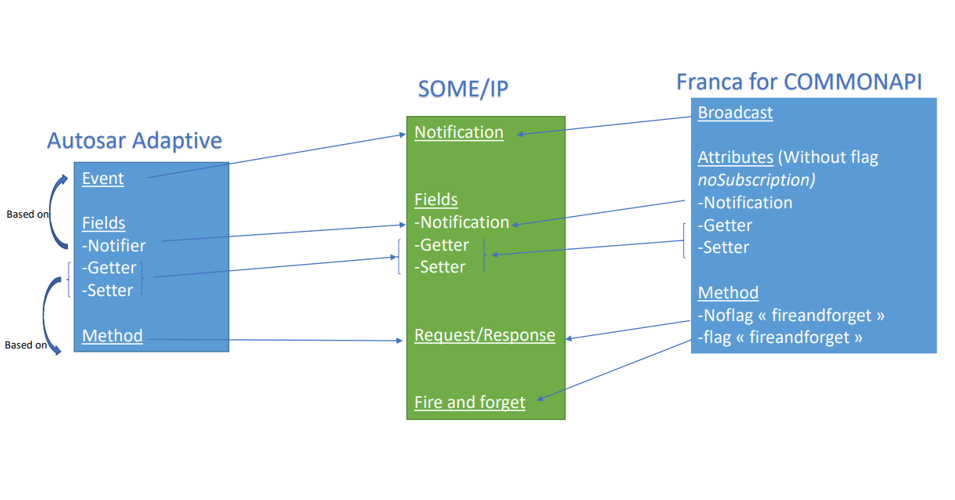 Autosar Adaptive
Event
Based on
Fields
-Notifier
-Getter
-Setter
Based on
Method
SOME/IP
Notification
Fields
-Notification
-Getter
-Setter
Request/Response
Fire and forget
Franca for COMMONAPI
Broadcast
Attributes (Without flag
noSubscription)
-Notification
-Getter
-Setter
Method
-Noflag « fireandforget »
-flag « fireandforget »